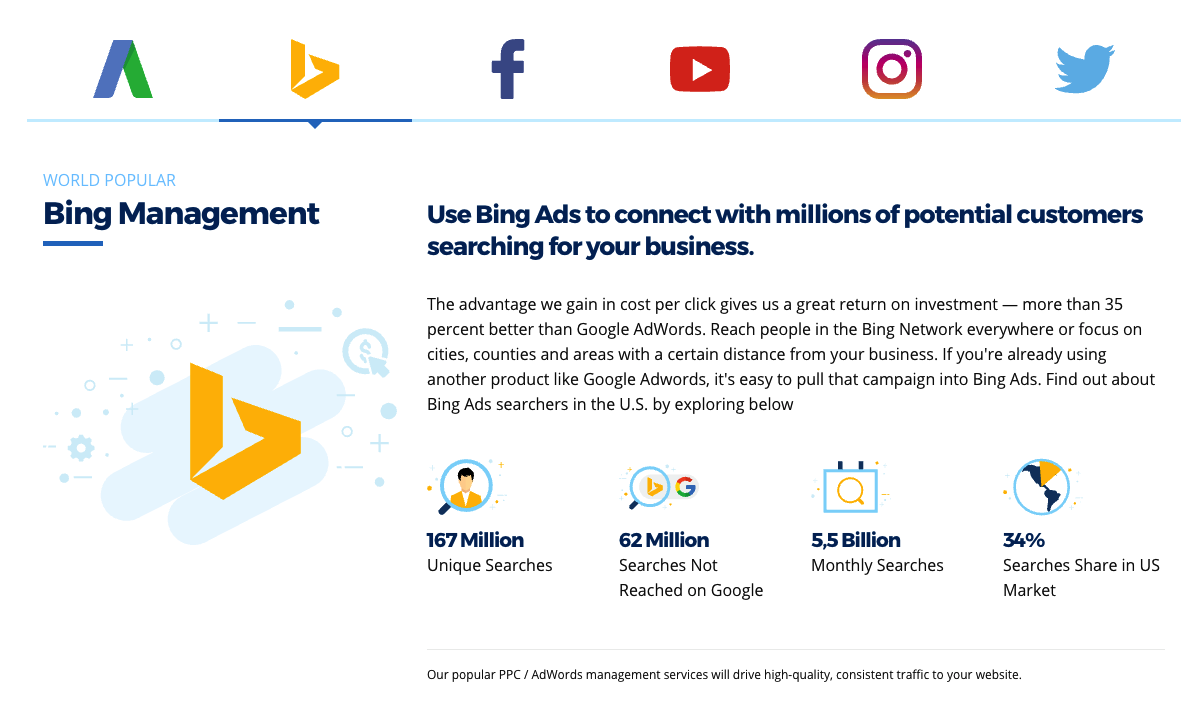 WORLD POPULAR
Bing Management
Use Bing Ads to connect with millions of potential customers
searching for your business.
The advantage we gain in cost per click gives us a great return on investment — more than 35
percent better than Google AdWords. Reach people in the Bing Network everywhere or focus on
cities, counties and areas with a certain distance from your business. If you're already using
another product like Google Adwords, it's easy to pull that campaign into Bing Ads. Find out about
Bing Ads searchers in the U.S. by exploring below
167 Million
Unique Searches
62 Million
Searches Not
Reached on Google
5,5 Billion
Monthly Searches
34%
Searches Share in US
Market
Our popular PPC / AdWords management services will drive high-quality, consistent traffic to your website.